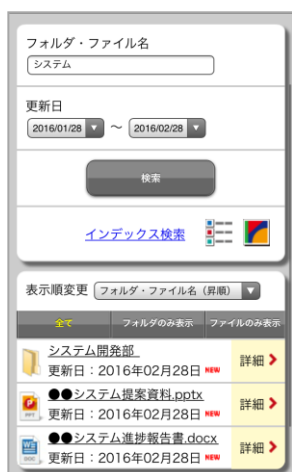 フォルダ・ファイル名
システム
更新日
2016/01/28 ～ 2016/02/28
検索
インデックス検索
表示順変更 フォルダ・ファイル名（昇順）
全て フォルダのみ表示 ファイルのみ表示
システム開発部
更新日：2016年02月28日 NEW
詳細
●●システム提案資料.pptx
更新日：2016年02月28日 NEW
詳細
●●システム進捗報告書.docx
更新日：2016年02月28日 NEW
詳細